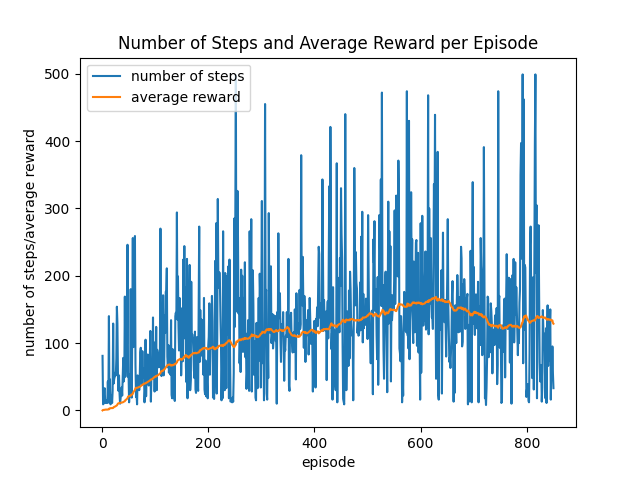 Number of Steps and Average Reward per Episode
number of steps
average reward
500
400
300
200
100
0
number of steps/average reward
0 200 400 600 800
episode